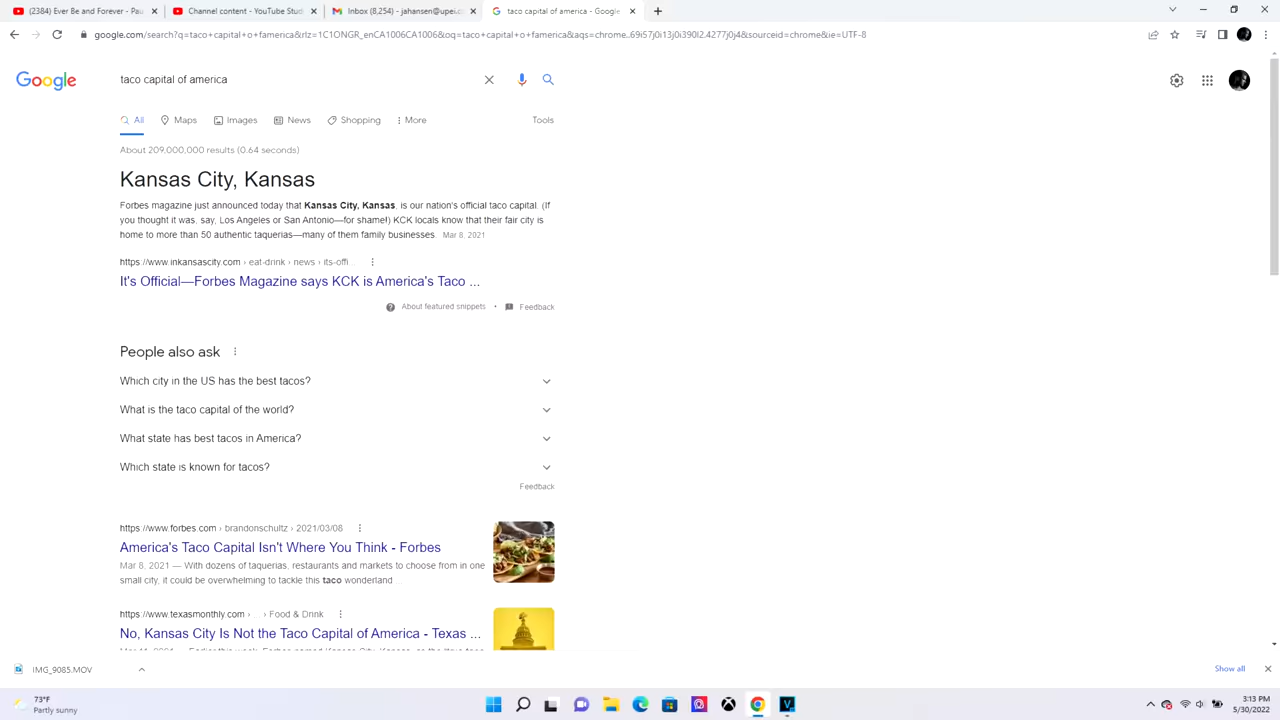 (2384) Ever Be and Forever - Pau
Channel content - YouTube Stud
Inbox (8,254) - jahansen@upei.c
taco capital of america - Google
google.com/search?q=taco+capital+o+famerica&rlz=1C1ONGR_enCA1006CA1006&oq=taco+capital+o+famerica&aqs=chrome..69i57j0i13j0i390l2.4277j0j4&sourceid=chrome&ie=UTF-8
Google
taco capital of america
All
Maps
Images
News
Shopping
More
Tools
About 209,000,000 results (0.64 seconds)
Kansas City, Kansas
Forbes magazine just announced today that Kansas City, Kansas, is our nation's official taco capital. (If
you thought it was, say, Los Angeles or San Antonio—for shame!) KCK locals know that their fair city is
home to more than 50 authentic taquerias—many of them family businesses. Mar 8, 2021
https://www.inkansascity.com › eat-drink › news › its-offi...
It's Official—Forbes Magazine says KCK is America's Taco ...
About featured snippets • Feedback
People also ask
Which city in the US has the best tacos?
What is the taco capital of the world?
What state has best tacos in America?
Which state is known for tacos?
Feedback
https://www.forbes.com › brandonschultz › 2021/03/08
America's Taco Capital Isn't Where You Think - Forbes
Mar 8, 2021 — With dozens of taquerias, restaurants and markets to choose from in one
small city, it could be overwhelming to tackle this taco wonderland ...
https://www.texasmonthly.com › ... › Food & Drink
No, Kansas City Is Not the Taco Capital of America - Texas ...
IMG_9085.MOV
Show all
73°F
Partly sunny
3:13 PM
5/30/2022